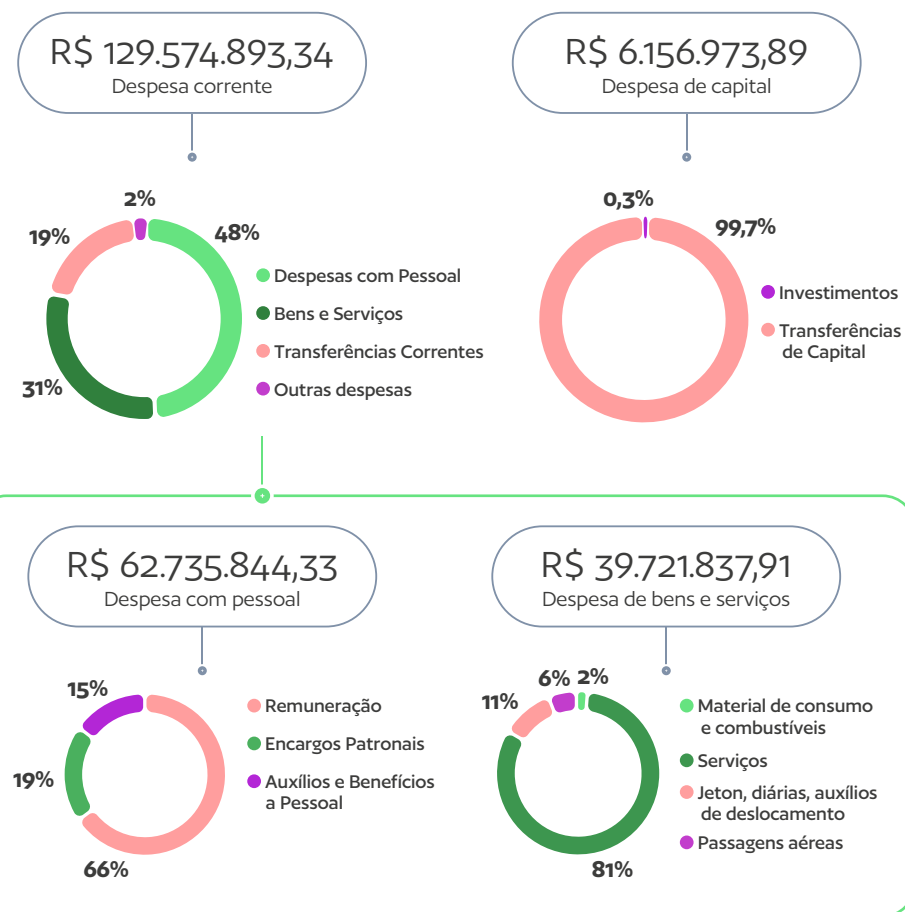 R$ 129.574.893,34
Despesa corrente
2%
19%
48%
31%
Despesas com Pessoal
Bens e Serviços
Transferências Correntes
Outras despesas
R$ 6.156.973,89
Despesa de capital
0,3%
99,7%
Investimentos
Transferências
de Capital
R$ 62.735.844,33
Despesa com pessoal
15%
19%
66%
Remuneração
Encargos Patronais
Auxílios e Benefícios
a Pessoal
R$ 39.721.837,91
Despesa de bens e serviços
6% 2%
11%
81%
Material de consumo
e combustíveis
Serviços
Jeton, diárias, auxílios
de deslocamento
Passagens aéreas